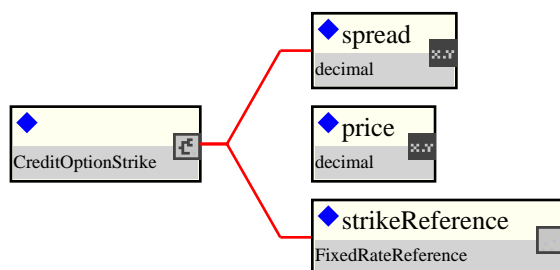 spread
x.y
decimal
CreditOptionStrike
price
x.y
decimal
strikeReference
FixedRateReference